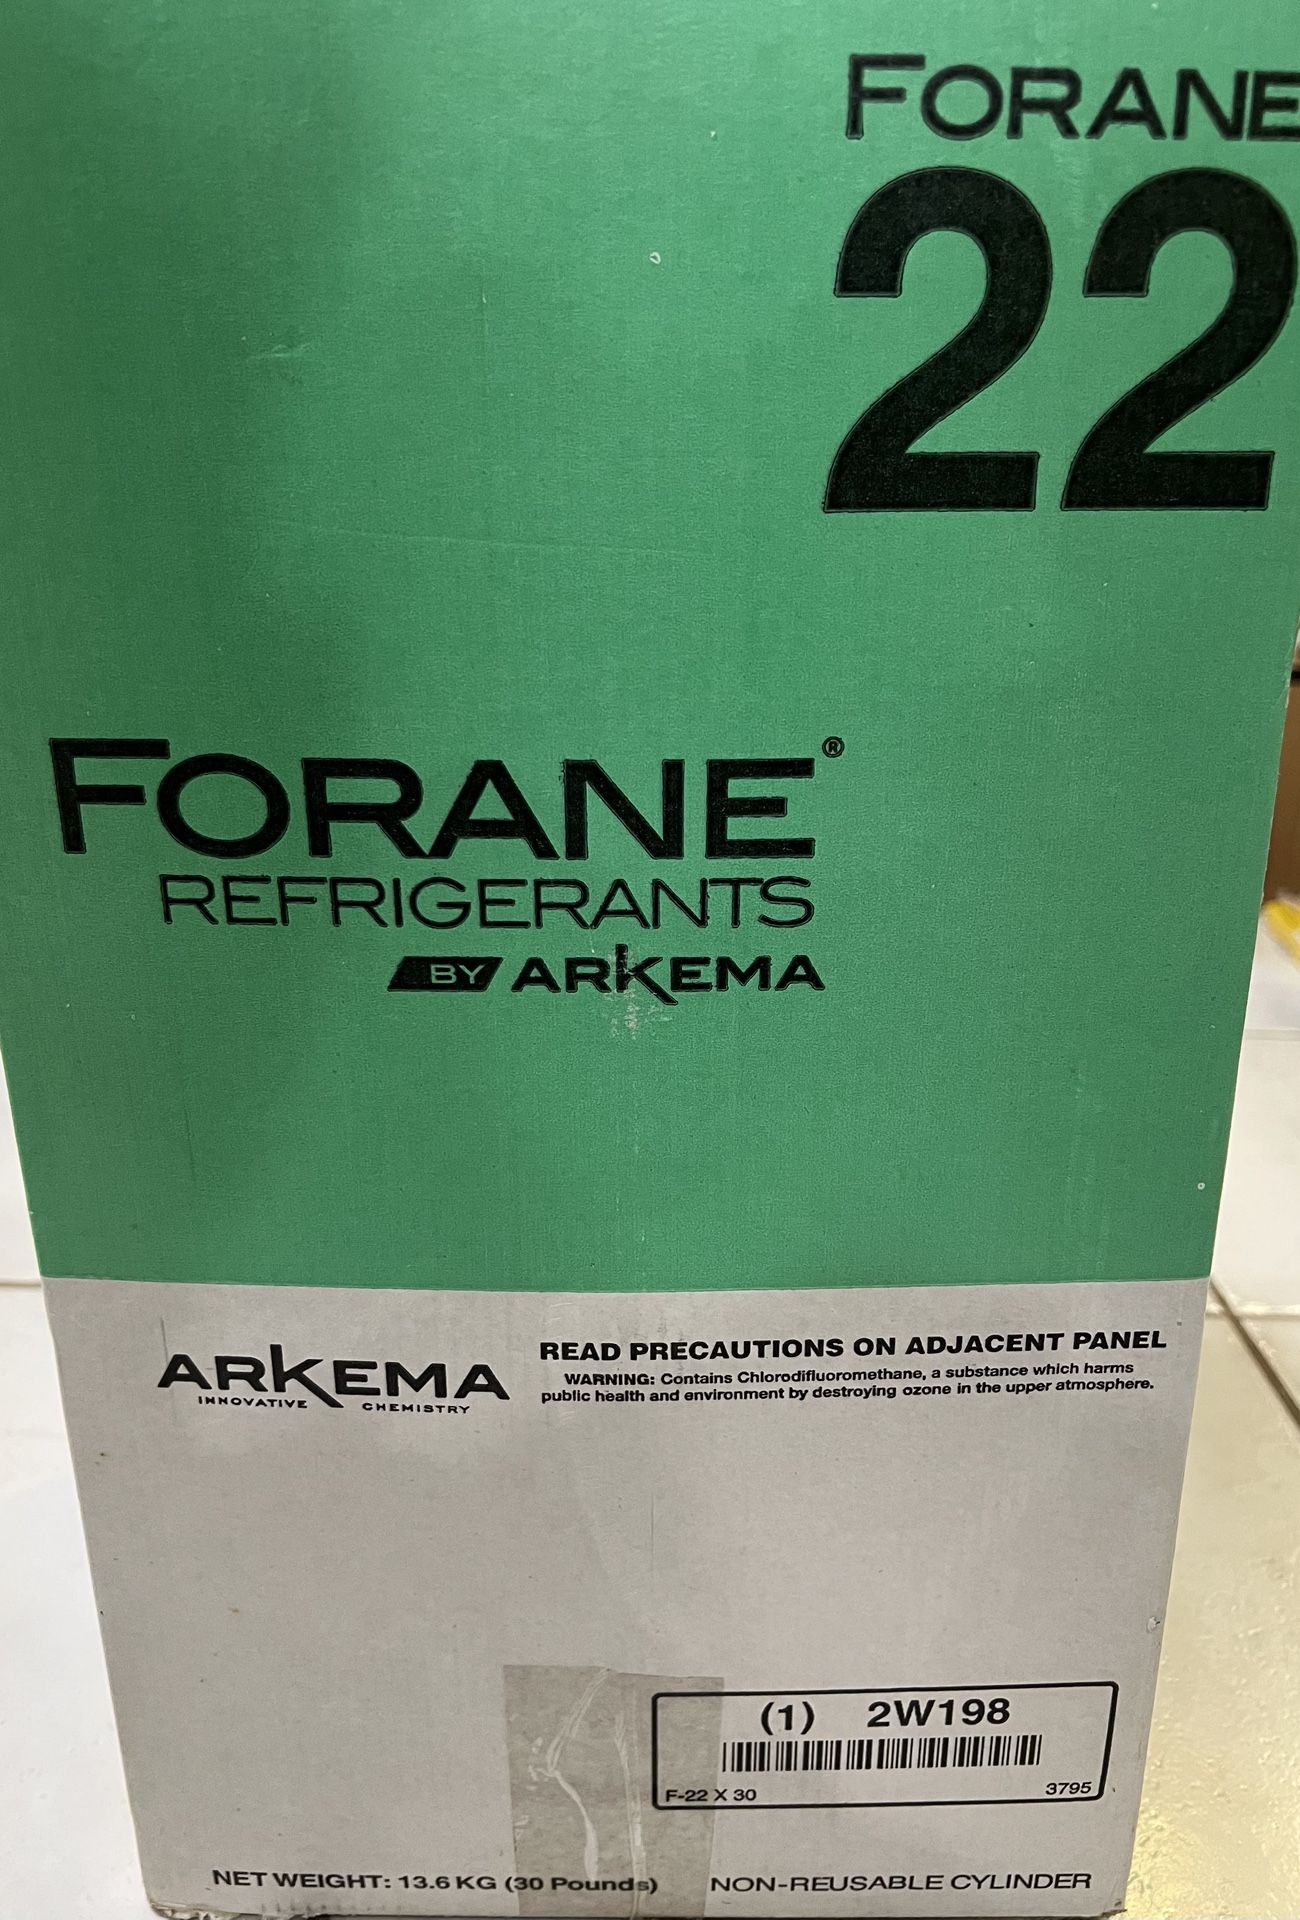 FORANE
22
FORANE®
REFRIGERANTS
BY ARKEMA
ARKEMA
INNOVATIVE CHEMISTRY
READ PRECAUTIONS ON ADJACENT PANEL
WARNING: Contains Chlorodifluoromethane, a substance which harms
public health and environment by destroying ozone in the upper atmosphere.
(1) 2W198
F-22 X 30 3795
NET WEIGHT: 13.6 KG (30 Pounds) NON-REUSABLE CYLINDER